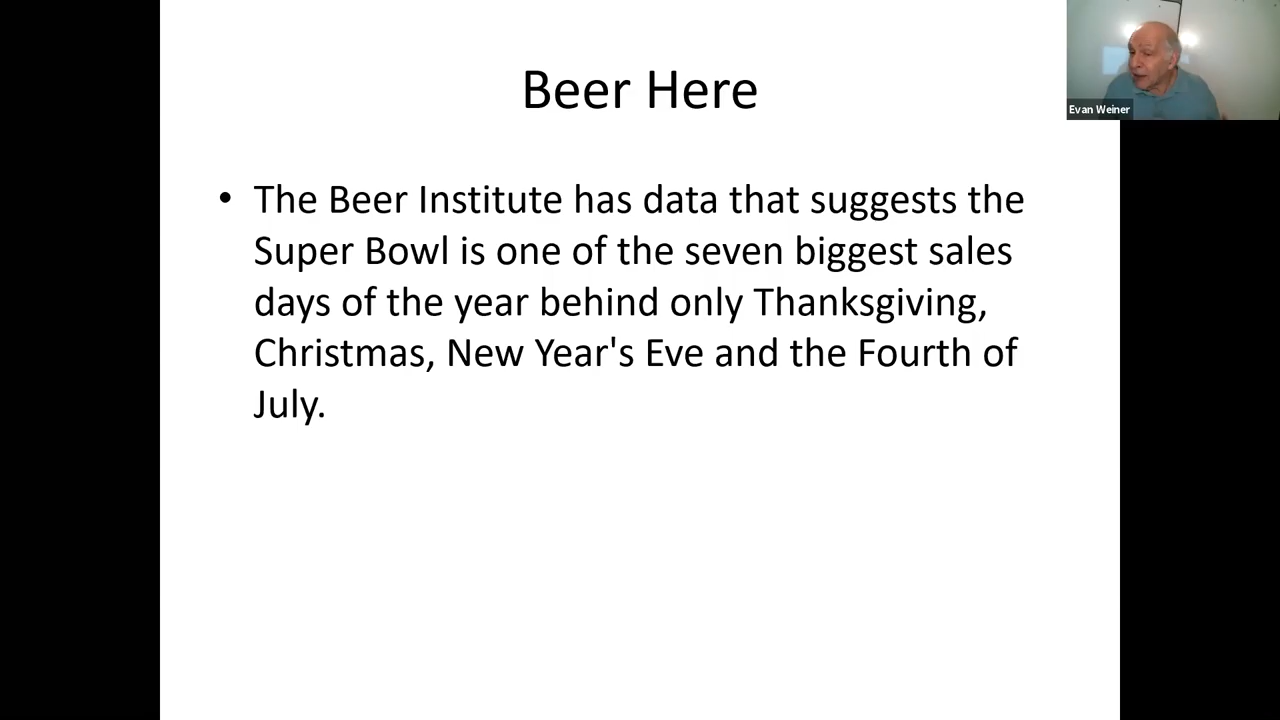 Beer Here
Evan Weiner
• The Beer Institute has data that suggests the
Super Bowl is one of the seven biggest sales
days of the year behind only Thanksgiving,
Christmas, New Year's Eve and the Fourth of
July.